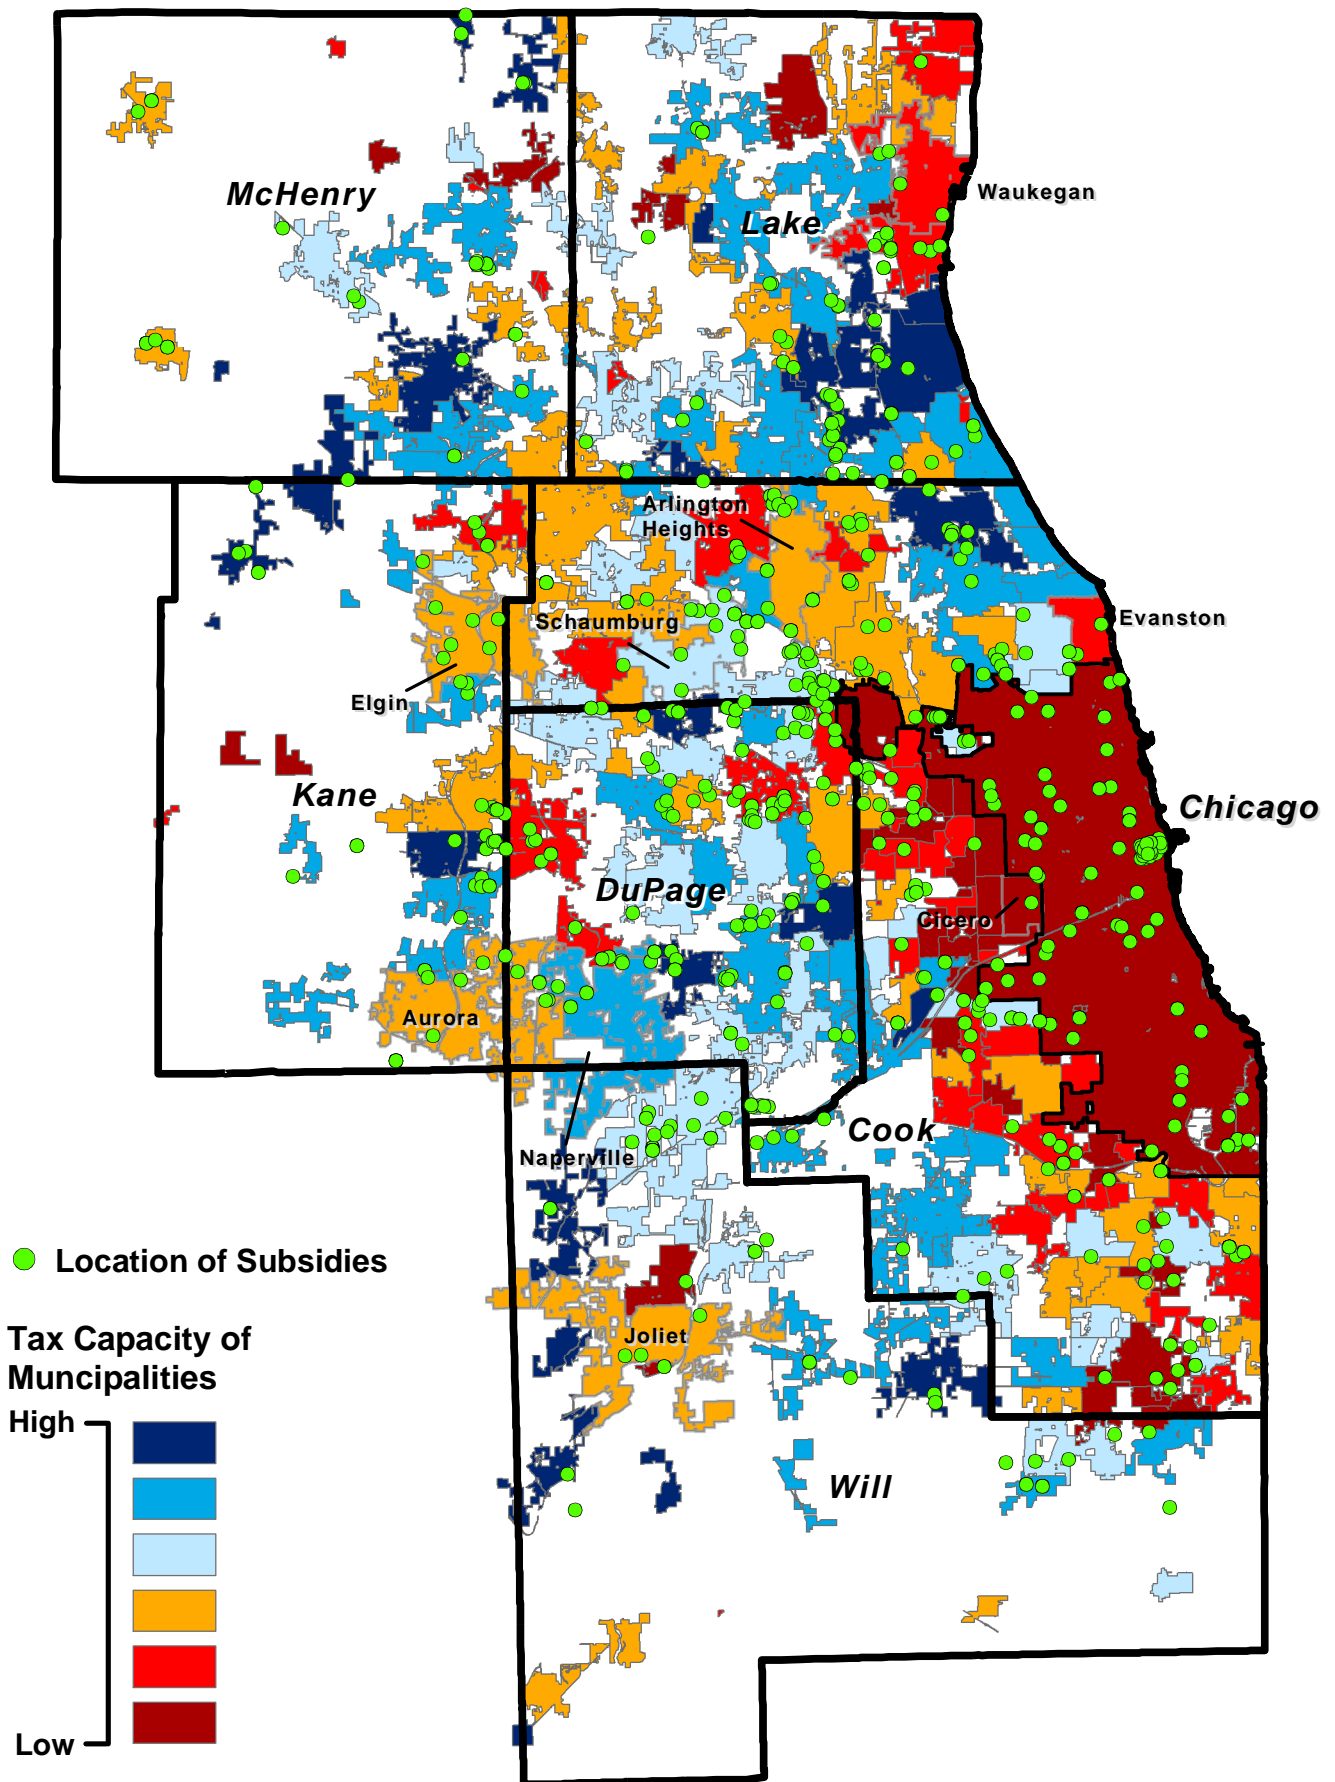 McHenry
Lake
Waukegan
Arlington
Heights
Schaumburg
Evanston
Elgin
Kane
Chicago
DuPage
Cicero
Aurora
Cook
Naperville
Location of Subsidies
Joliet
Tax Capacity of
Muncipalities
High
Will
Low